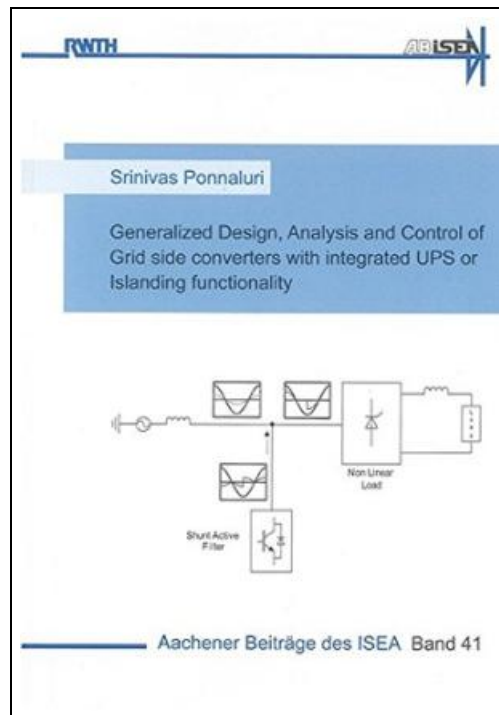 RWTH
ABISEA
Srinivas Ponnaluri
Generalized Design, Analysis and Control of
Grid side converters with integrated UPS or
Islanding functionality
Non Linear
Load
Shunt Active
Filter
Aachener Beiträge des ISEA Band 41